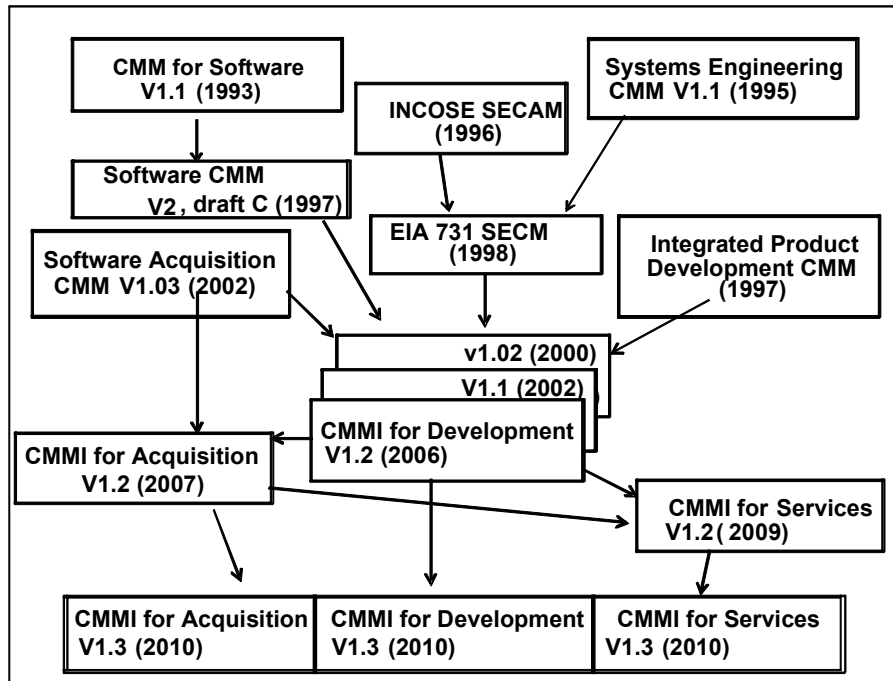 CMM for Software
V1.1 (1993)
Systems Engineering
CMM V1.1 (1995)
INCOSE SECAM
(1996)
Software CMM
V2, draft C (1997)
EIA 731 SECM
(1998)
Software Acquisition
CMM V1.03 (2002)
Integrated Product
Development CMM
(1997)
v1.02 (2000)
V1.1 (2002)
CMMI for Development
V1.2 (2006)
CMMI for Acquisition
V1.2 (2007)
CMMI for Services
V1.2( 2009)
CMMI for Acquisition
V1.3 (2010)
CMMI for Development
V1.3 (2010)
CMMI for Services
V1.3 (2010)